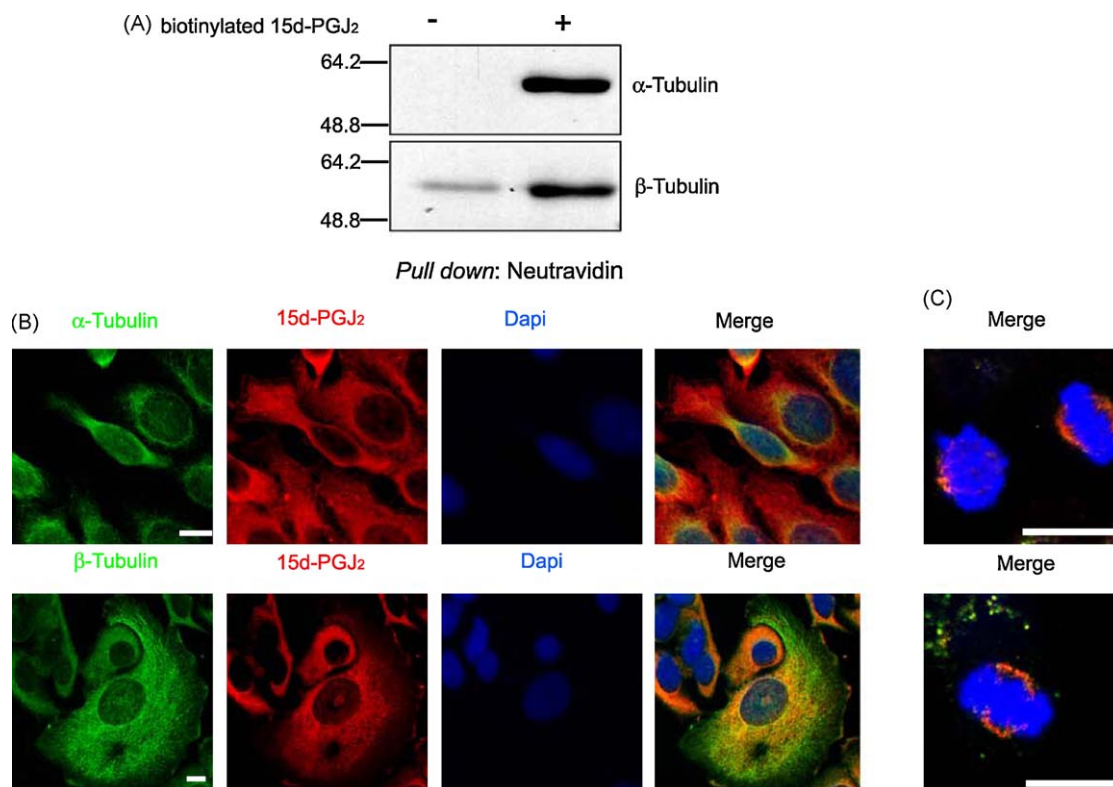 (A) biotinylated 15d-PGJ₂ - +
64.2
α-Tubulin
48.8
64.2
β-Tubulin
48.8
Pull down: Neutravidin
(B) α-Tubulin 15d-PGJ₂ Dapi Merge
(C) Merge
β-Tubulin 15d-PGJ₂ Dapi Merge
Merge